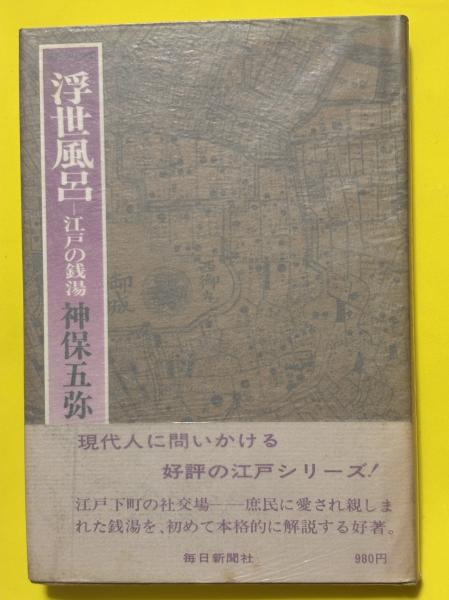 浮世風呂
―江戸の銭湯
神保五弥
西御丸
御城
現代人に問いかける
好評の江戸シリーズ!
江戸下町の社交場――庶民に愛され親しま
れた銭湯を、初めて本格的に解説する好著。
毎日新聞社
980円